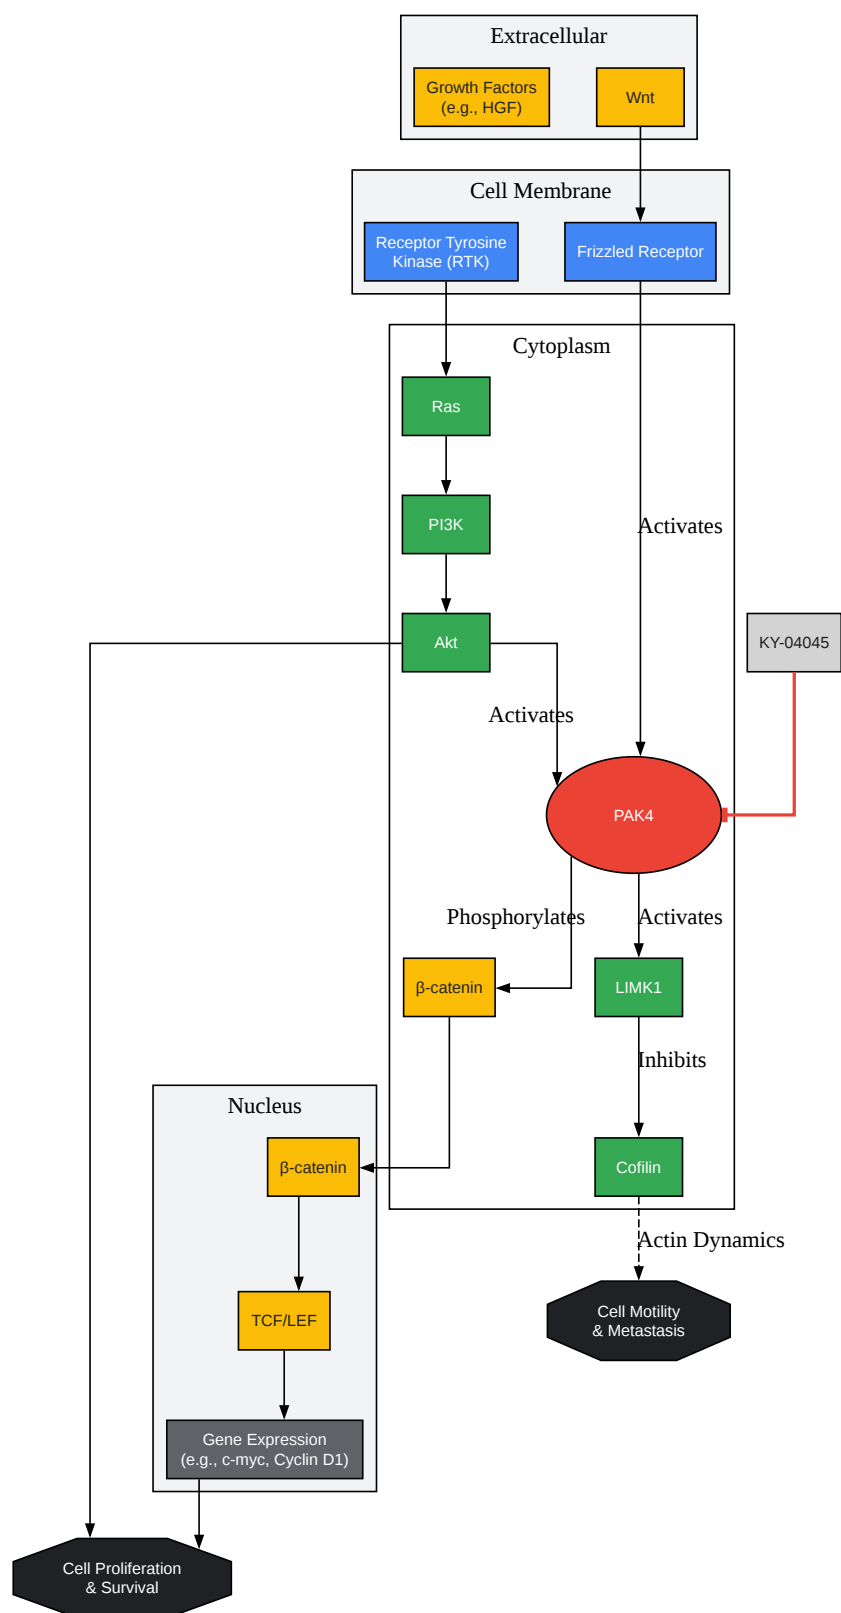 Extracellular
Growth Factors
(e.g., HGF)
Wnt
Cell Membrane
Receptor Tyrosine
Kinase (RTK)
Frizzled Receptor
Cytoplasm
Ras
PI3K
Activates
Akt
KY-04045
Activates
PAK4
Phosphorylates
Activates
β-catenin
LIMK1
Inhibits
Nucleus
β-catenin
Cofilin
Actin Dynamics
Cell Motility
& Metastasis
TCF/LEF
Gene Expression
(e.g., c-myc, Cyclin D1)
Cell Proliferation
& Survival